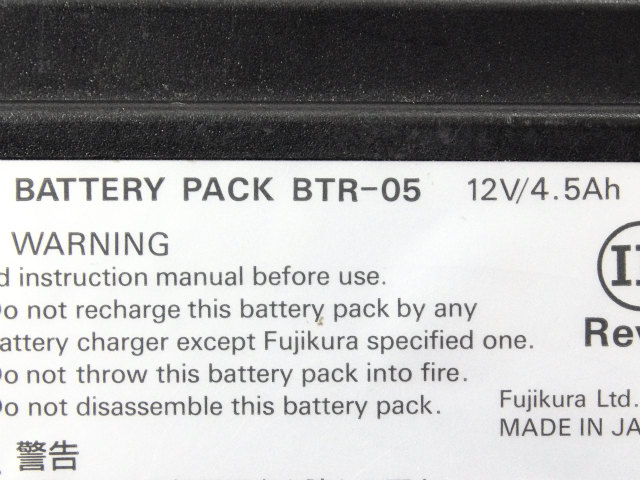 BATTERY PACK BTR-05 12V/4.5Ah
WARNING
d instruction manual before use.
Do not recharge this battery pack by any
attery charger except Fujikura specified one.
Do not throw this battery pack into fire.
Do not disassemble this battery pack.
Rev
Fujikura Ltd.
MADE IN JA
警告